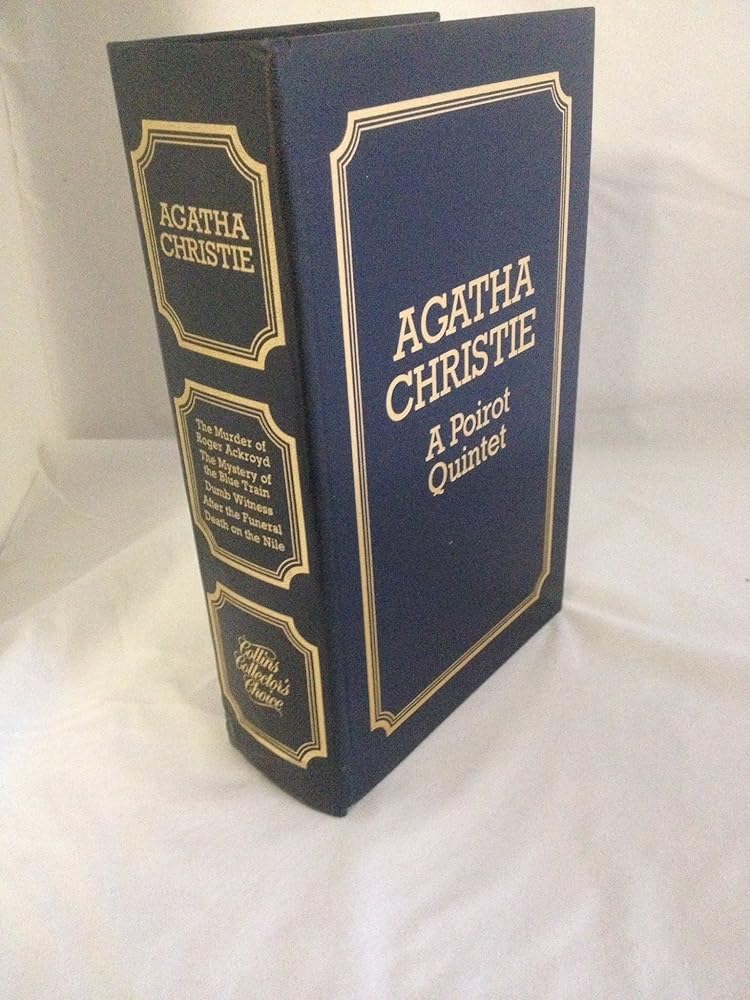 AGATHA
CHRISTIE
The Murder of
Roger Ackroyd
The Mystery of
the Blue Train
Dumb Witness
After the Funeral
Death on the Nile
Collins
Collector's
Choice
AGATHA
CHRISTIE
A Poirot
Quintet